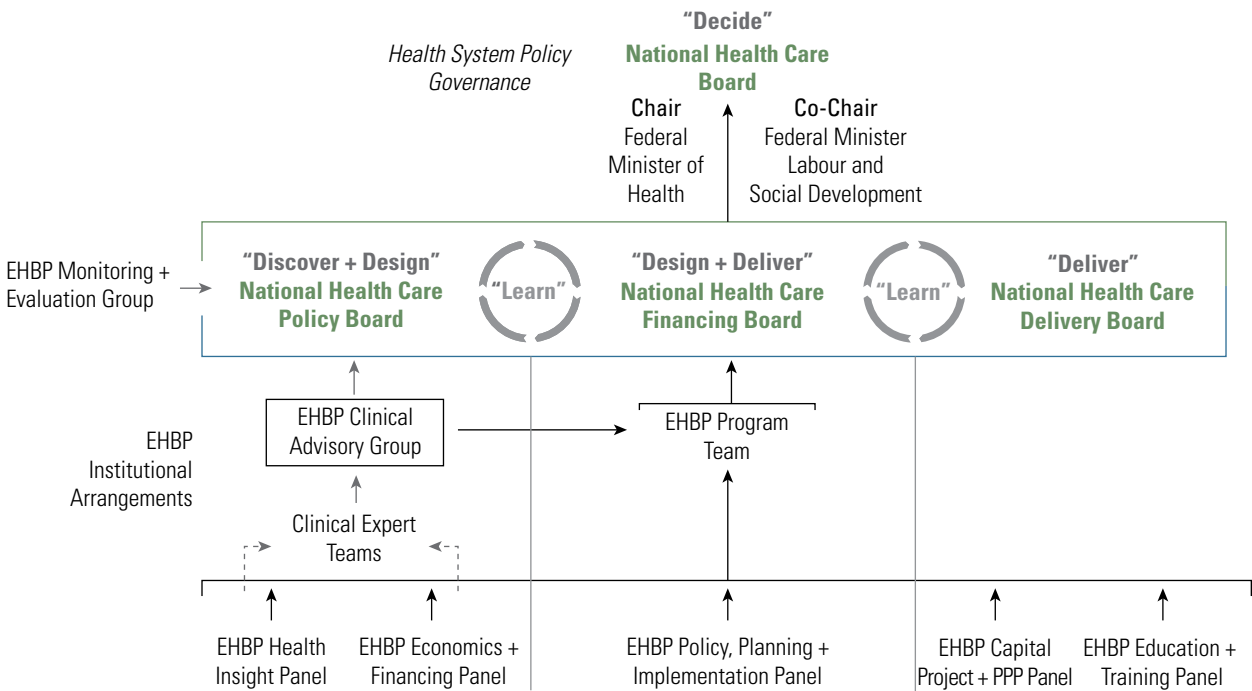 “Decide”
Health System Policy
Governance
National Health Care
Board
Chair
Federal
Minister of
Health
Co-Chair
Federal Minister
Labour and
Social Development
EHBP Monitoring +
Evaluation Group
“Discover + Design”
National Health Care
Policy Board
“Learn”
“Design + Deliver”
National Health Care
Financing Board
“Learn”
“Deliver”
National Health Care
Delivery Board
EHBP
Institutional
Arrangements
EHBP Clinical
Advisory Group
EHBP Program
Team
Clinical Expert
Teams
EHBP Health
Insight Panel
EHBP Economics +
Financing Panel
EHBP Policy, Planning +
Implementation Panel
EHBP Capital
Project + PPP Panel
EHBP Education +
Training Panel